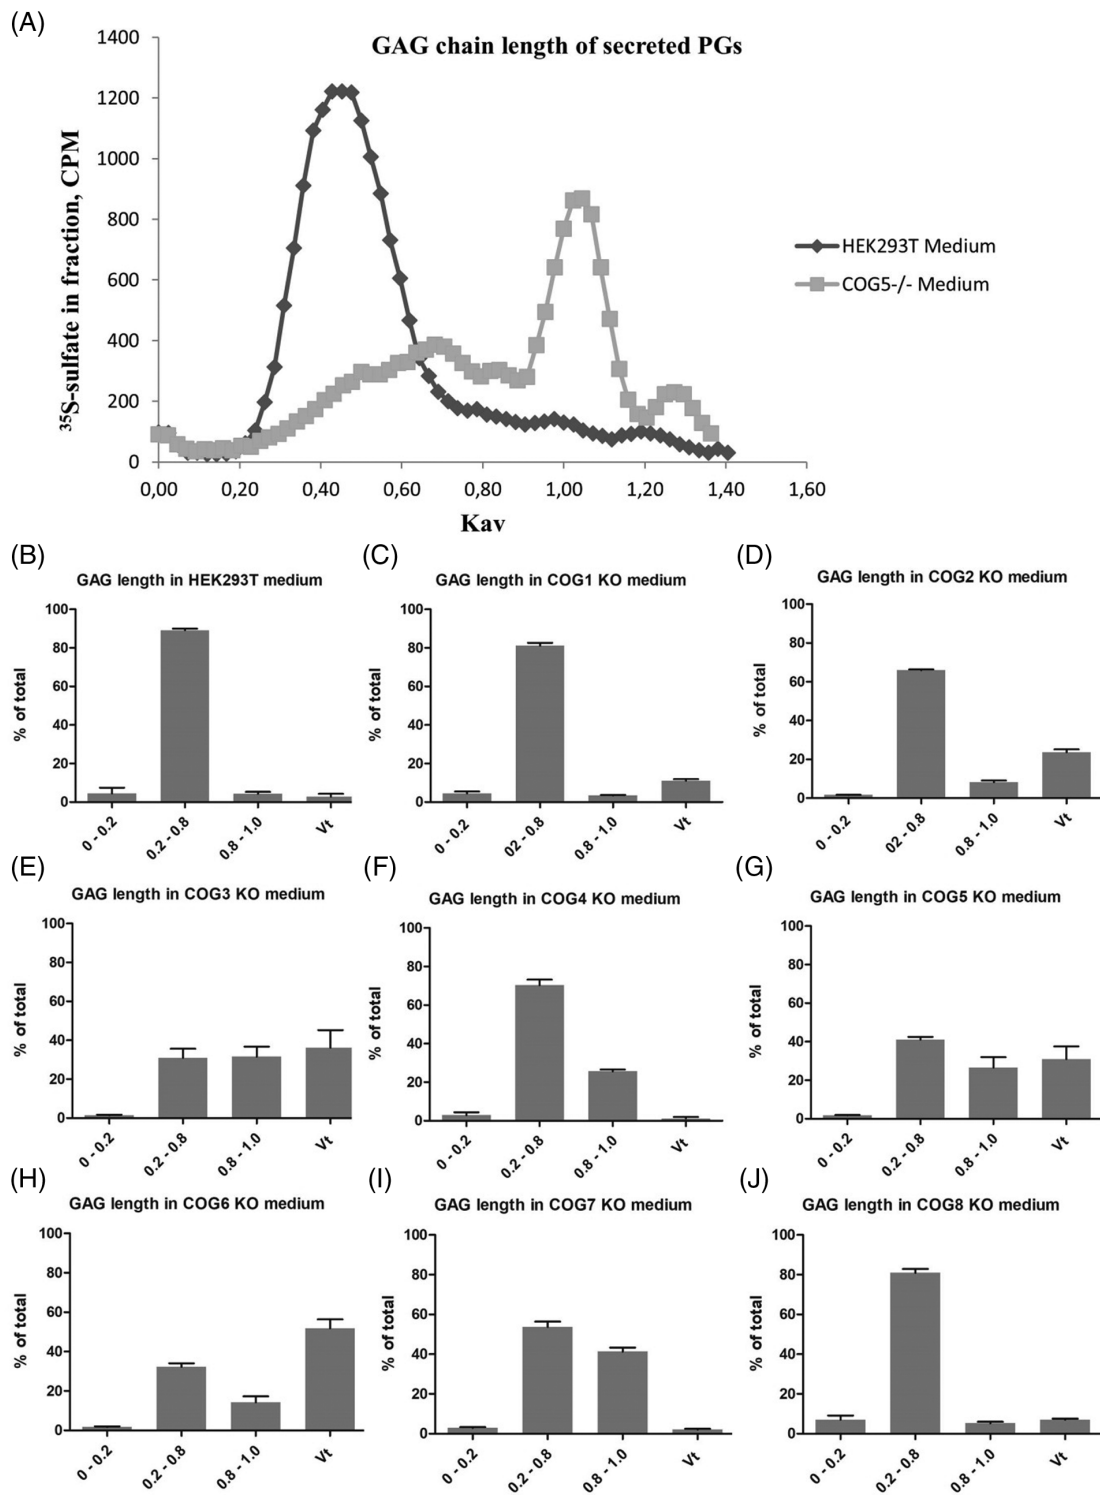 (A)
GAG chain length of secreted PGs
1400
1200
1000
800
600
400
200
0
35S-sulfate in fraction, CPM
HEK293T Medium
COG5-/- Medium
0,00 0,20 0,40 0,60 0,80 1,00 1,20 1,40 1,60
Kav
(B)
GAG length in HEK293T medium
100
80
60
40
20
0
% of total
0 - 0.2 0.2 - 0.8 0.8 - 1.0 Vt
(C)
GAG length in COG1 KO medium
100
80
60
40
20
0
% of total
0 - 0.2 02 - 0.8 0.8 - 1.0 Vt
(D)
GAG length in COG2 KO medium
100
80
60
40
20
0
% of total
0 - 0.2 02 - 0.8 0.8 - 1.0 Vt
(E)
GAG length in COG3 KO medium
100
80
60
40
20
0
% of total
0 - 0.2 0.2 - 0.8 0.8 - 1.0 Vt
(F)
GAG length in COG4 KO medium
100
80
60
40
20
0
% of total
0 - 0.2 0.2 - 0.8 0.8 - 1.0 Vt
(G)
GAG length in COG5 KO medium
100
80
60
40
20
0
% of total
0 - 0.2 0.2 - 0.8 0.8 - 1.0 Vt
(H)
GAG length in COG6 KO medium
100
80
60
40
20
0
% of total
0 - 0.2 0.2 - 0.8 0.8 - 1.0 Vt
(I)
GAG length in COG7 KO medium
100
80
60
40
20
0
% of total
0 - 0.2 0.2 - 0.8 0.8 - 1.0 Vt
(J)
GAG length in COG8 KO medium
100
80
60
40
20
0
% of total
0 - 0.2 0.2 - 0.8 0.8 - 1.0 Vt